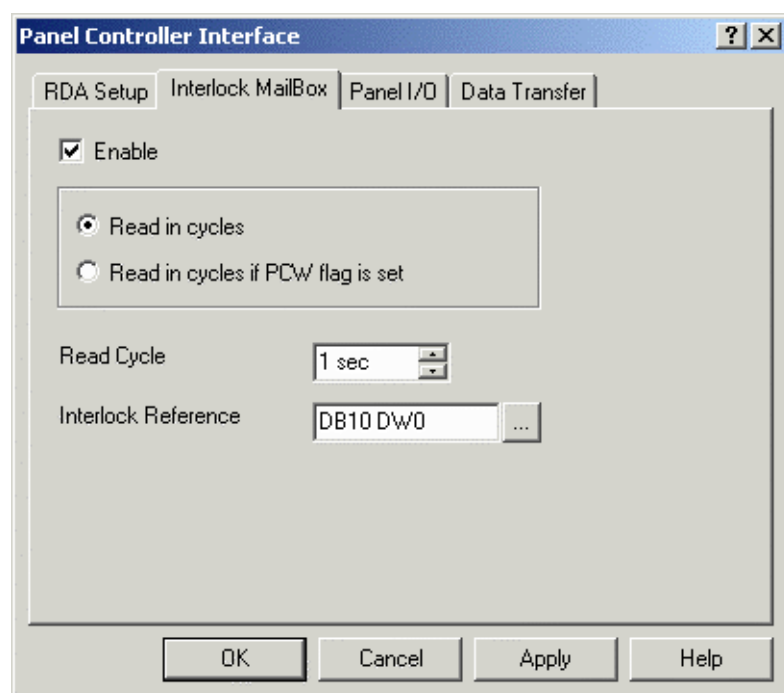 Panel Controller Interface ? X
RDA Setup Interlock MailBox Panel I/O Data Transfer
Enable
Read in cycles
Read in cycles if PCW flag is set
Read Cycle 1 sec
Interlock Reference DB10 DW0 ...
OK Cancel Apply Help